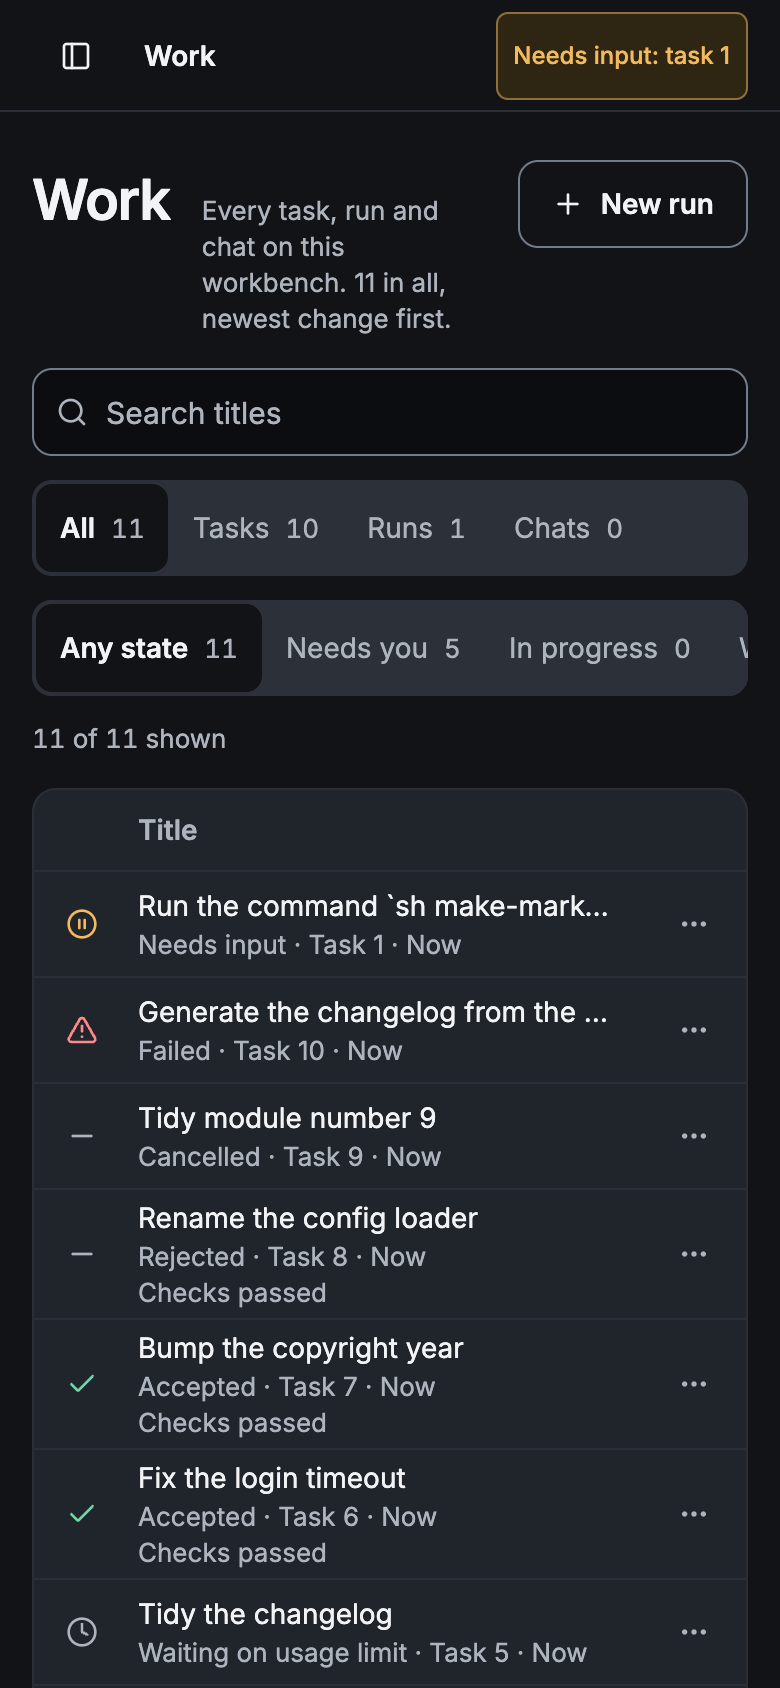 Work
Needs input: task 1
Work
Every task, run and
chat on this
workbench. 11 in all,
newest change first.
New run
Search titles
All 11 Tasks 10 Runs 1 Chats 0
Any state 11 Needs you 5 In progress 0
11 of 11 shown
Title
Run the command `sh make-mark...
Needs input · Task 1 · Now
Generate the changelog from the ...
Failed · Task 10 · Now
Tidy module number 9
Cancelled · Task 9 · Now
Rename the config loader
Rejected · Task 8 · Now
Checks passed
Bump the copyright year
Accepted · Task 7 · Now
Checks passed
Fix the login timeout
Accepted · Task 6 · Now
Checks passed
Tidy the changelog
Waiting on usage limit · Task 5 · Now